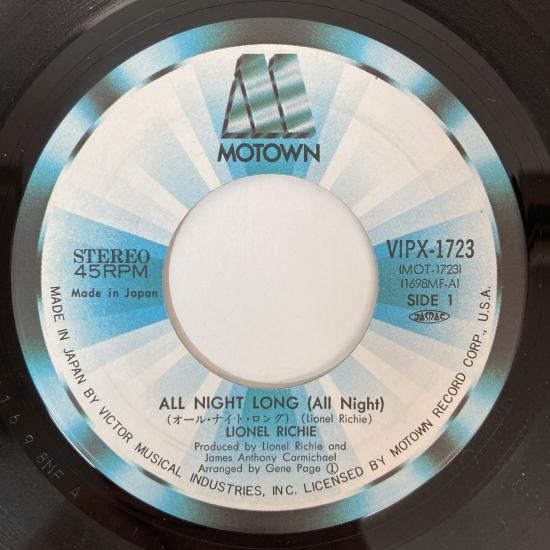 MOTOWN
STEREO
45RPM
Made in Japan
VIPX-1723
(MOT-1723)
(1698MF-A)
SIDE 1
JASRAC
ALL NIGHT LONG (All Night)
(オール・ナイト・ロング) (Lionel Richie)
LIONEL RICHIE
Produced by Lionel Richie and
James Anthony Carmichael
Arranged by Gene Page ①
MADE IN JAPAN BY VICTOR MUSICAL INDUSTRIES, INC. LICENSED BY MOTOWN RECORD CORP., U.S.A.
1698MF A